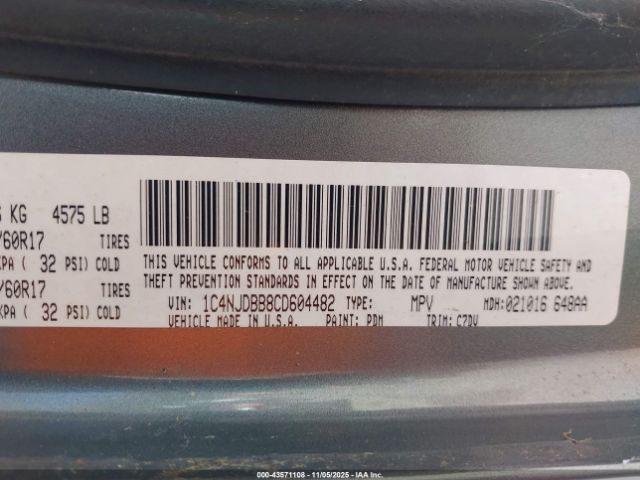 KG 4575 LB
/60R17 TIRES
KPA ( 32 PSI) COLD
/60R17 TIRES
KPA ( 32 PSI) COLD
THIS VEHICLE CONFORMS TO ALL APPLICABLE U.S.A. FEDERAL MOTOR VEHICLE SAFETY AND
THEFT PREVENTION STANDARDS IN EFFECT ON THE DATE OF MANUFACTURE SHOWN ABOVE.
VIN: 1C4NJDBB8CD604482 TYPE: MPV MDH:021016 648AA
VEHICLE MADE IN U.S.A. PAINT: PDM TRIM: C7DV
© IAA, Inc.
#0-43571108 - 11/05/2025 - © IAA, Inc.